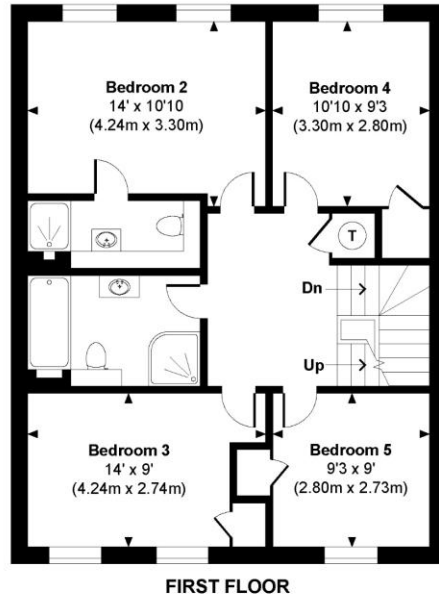 Bedroom 2
14' x 10'10
(4.24m x 3.30m)
Bedroom 4
10'10 x 9'3
(3.30m x 2.80m)
T
Dn
Up
Bedroom 3
14' x 9'
(4.24m x 2.74m)
Bedroom 5
9'3 x 9'
(2.80m x 2.73m)
FIRST FLOOR